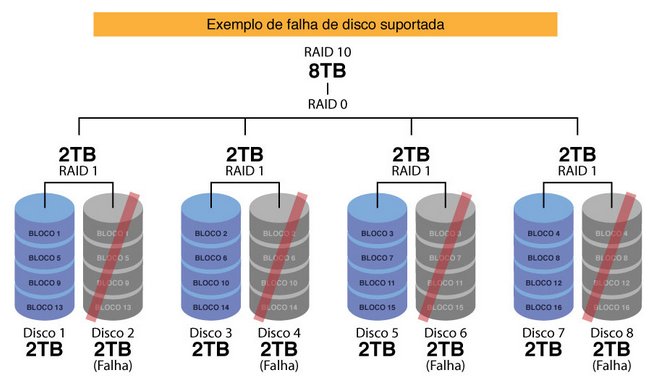 Exemplo de falha de disco suportada
RAID 10
8TB
RAID 0
2TB
RAID 1
2TB
RAID 1
2TB
RAID 1
2TB
RAID 1
BLOCO 1
BLOCO 5
BLOCO 9
BLOCO 13
BLOCO 1
BLOCO 5
BLOCO 9
BLOCO 13
BLOCO 2
BLOCO 6
BLOCO 10
BLOCO 14
BLOCO 2
BLOCO 6
BLOCO 10
BLOCO 14
BLOCO 3
BLOCO 7
BLOCO 11
BLOCO 15
BLOCO 3
BLOCO 7
BLOCO 11
BLOCO 15
BLOCO 4
BLOCO 8
BLOCO 12
BLOCO 16
BLOCO 4
BLOCO 8
BLOCO 12
BLOCO 16
Disco 1
2TB
Disco 2
2TB
(Falha)
Disco 3
2TB
Disco 4
2TB
(Falha)
Disco 5
2TB
Disco 6
2TB
(Falha)
Disco 7
2TB
Disco 8
2TB
(Falha)